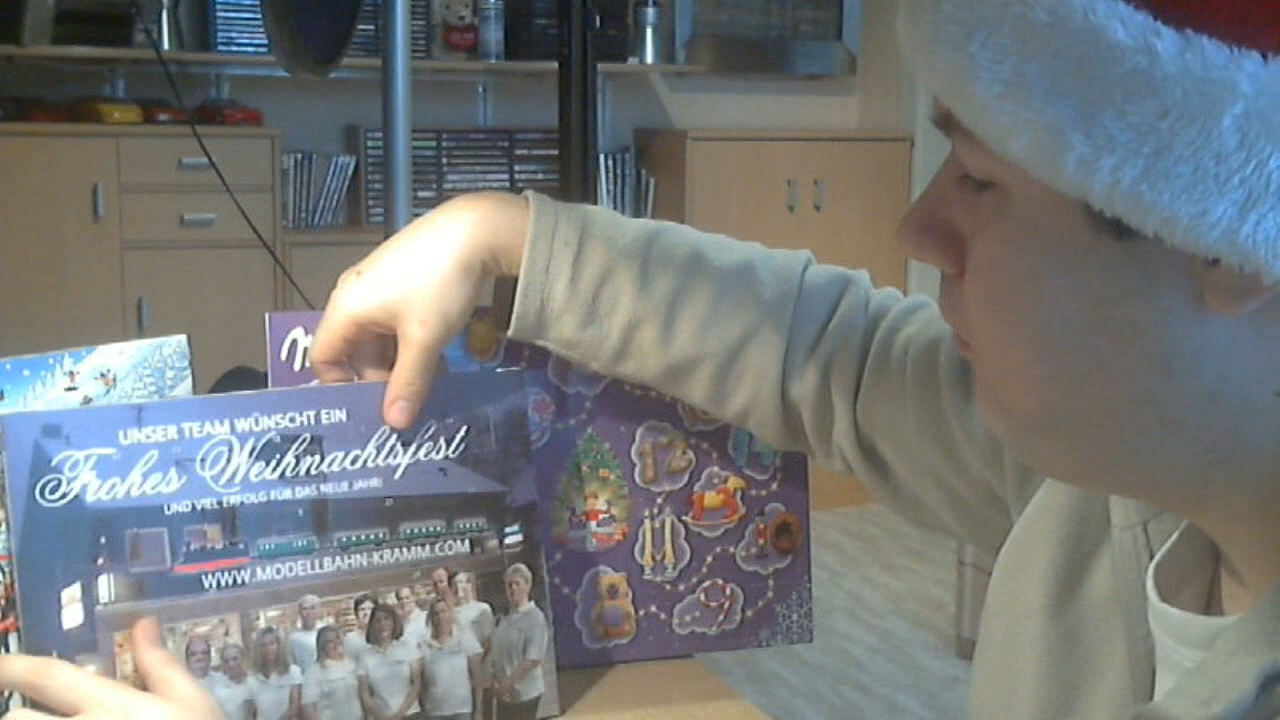 UNSER TEAM WÜNSCHT EIN
Frohes Weihnachtsfest
UND VIEL ERFOLG FÜR DAS NEUE JAHR!
WWW.MODELLBAHN-KRAMM.COM